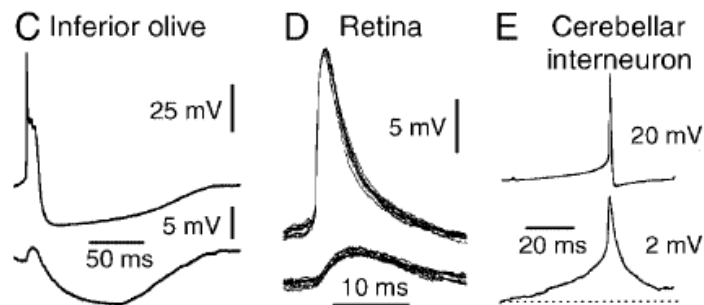 C Inferior olive
25 mV
5 mV
50 ms
D Retina
5 mV
10 ms
E Cerebellar
interneuron
20 mV
20 ms
2 mV